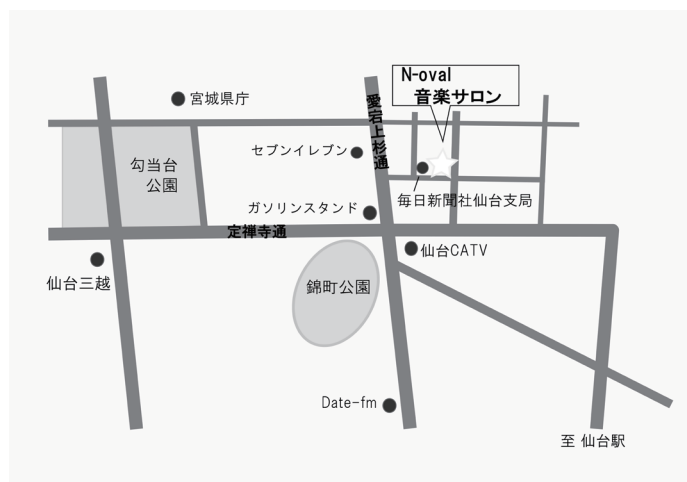 N-oval
音楽サロン
宮城県庁
愛宕上杉通
セブンイレブン
勾当台
公園
毎日新聞社仙台支局
ガソリンスタンド
定禅寺通
仙台CATV
仙台三越
錦町公園
Date-fm
至 仙台駅